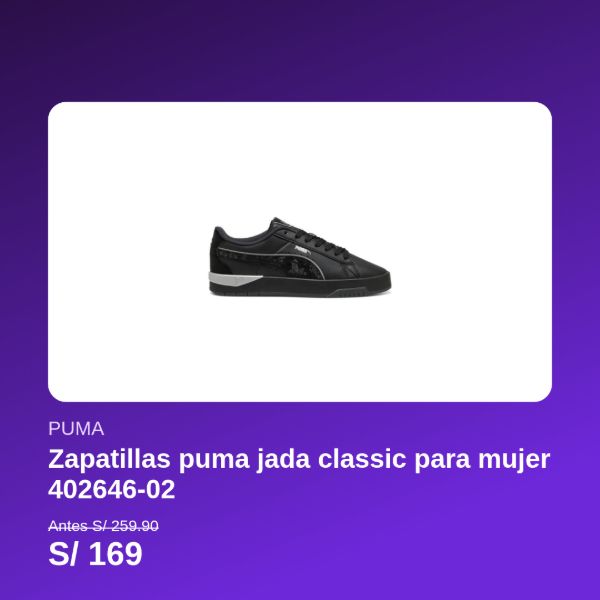 PUMA
Zapatillas puma jada classic para mujer
402646-02
Antes S/ 259.90
S/ 169